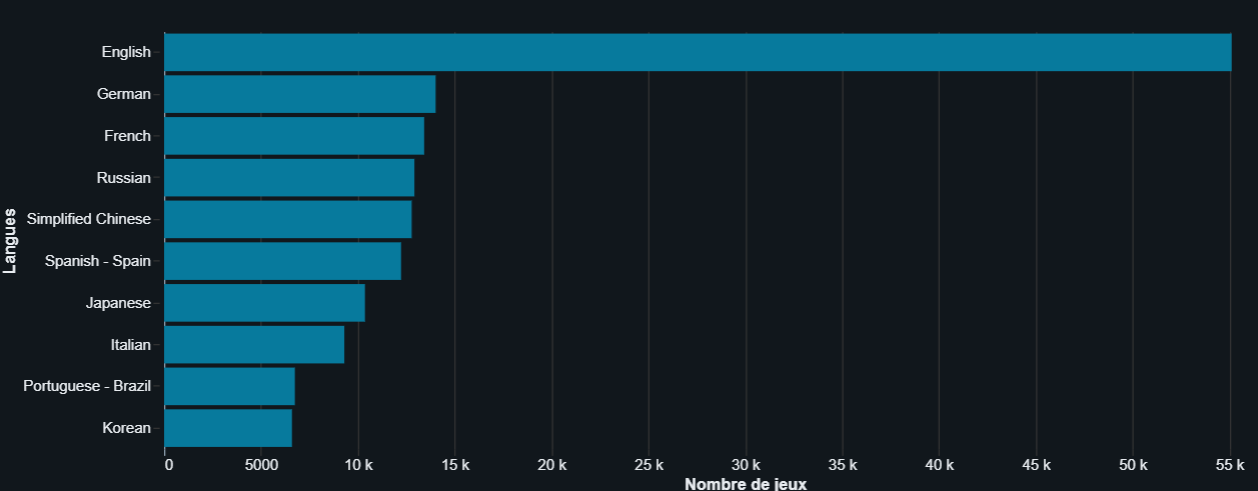 English
German
French
Russian
Simplified Chinese
Spanish - Spain
Japanese
Italian
Portuguese - Brazil
Korean
Langues
0 5000 10 k 15 k 20 k 25 k 30 k 35 k 40 k 45 k 50 k 55 k
Nombre de jeux